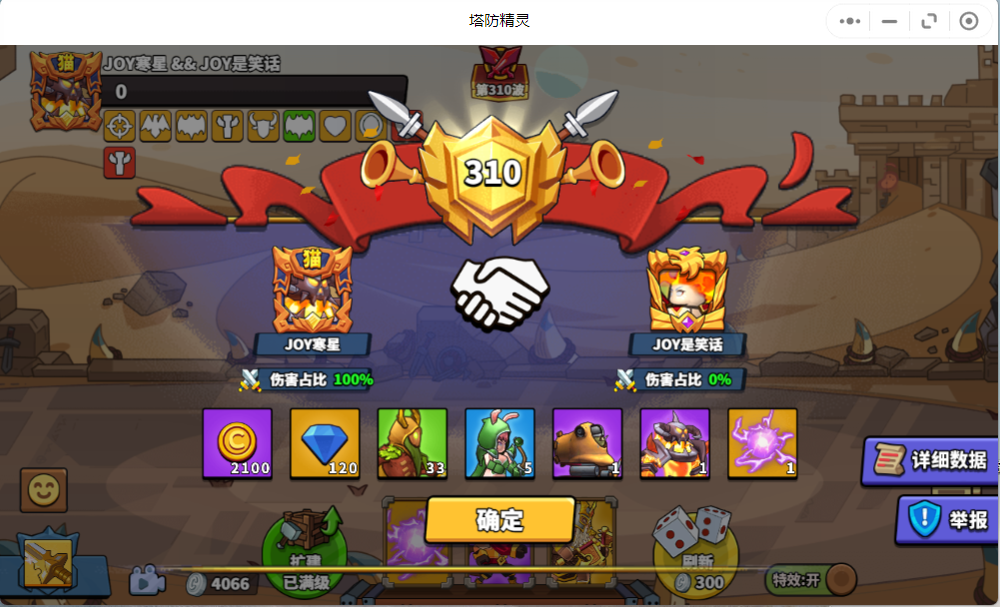 塔防精灵
猫
JOY寒星 && JOY是笑话
0
第310波
310
猫
JOY寒星
JOY是笑话
伤害占比 100%
伤害占比 0%
2100
120
33
5
1
1
1
详细数据
确定
举报
扩建
已满级
4066
刷新
300
特效:开